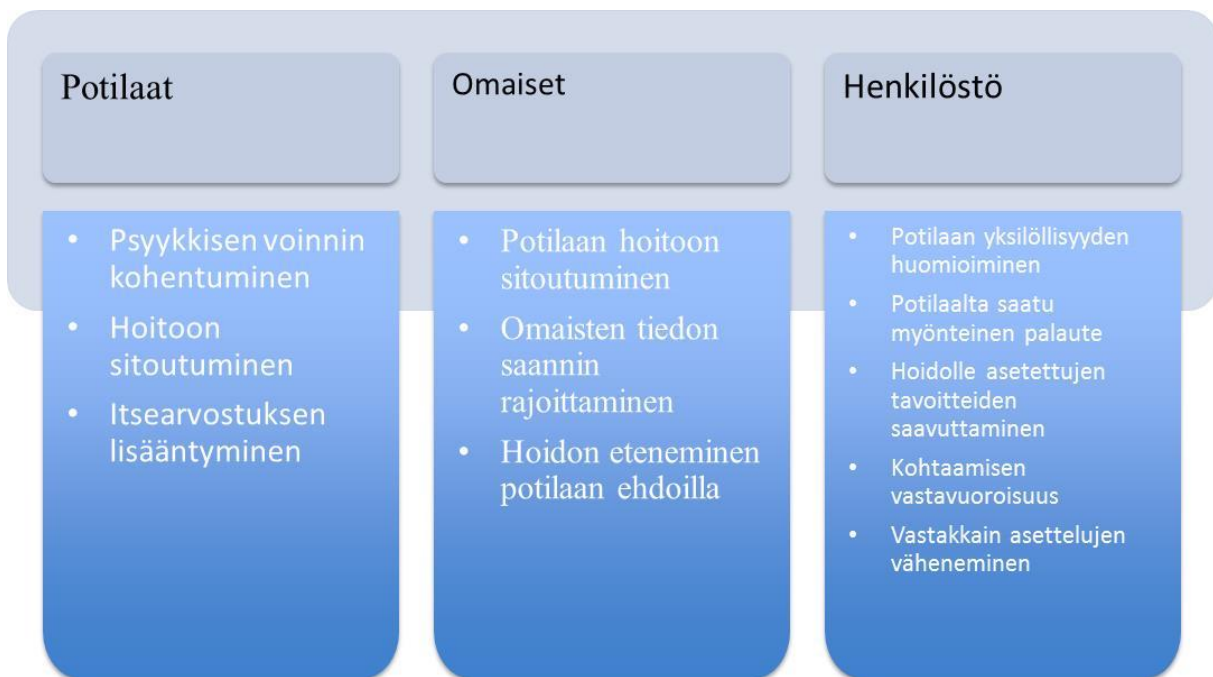 Potilaat
• Psyykkisen voinnin
kohentuminen
• Hoitoon
sitoutuminen
• Itsearvostuksen
lisääntyminen
Omaiset
• Potilaan hoitoon
sitoutuminen
• Omaisten tiedon
saannin
rajoittaminen
• Hoidon eteneminen
potilaan ehdoilla
Henkilöstö
• Potilaan yksilöllisyyden
huomioiminen
• Potilaalta saatu
myönteinen palaute
• Hoidolle asetettujen
tavoitteiden
saavuttaminen
• Kohtaamisen
vastavuoroisuus
• Vastakkain asettelujen
väheneminen